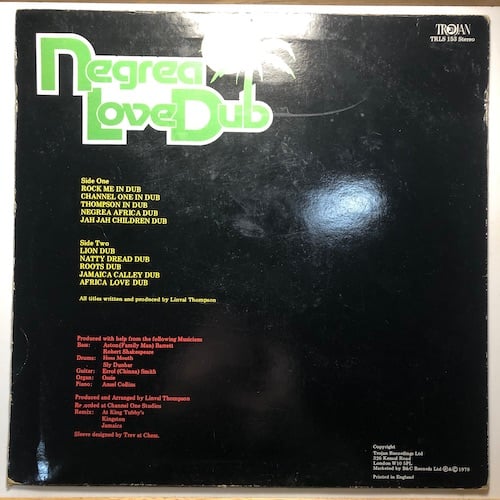 TROJAN
TRLS 153 Stereo
Negrea
Love Dub
Side One
ROCK ME IN DUB
CHANNEL ONE IN DUB
THOMPSON IN DUB
NEGREA AFRICA DUB
JAH JAH CHILDREN DUB
Side Two
LION DUB
NATTY DREAD DUB
ROOTS DUB
JAMAICA CALLEY DUB
AFRICA LOVE DUB
All titles written and produced by Linval Thompson
Produced with help from the following Musicians
Bass: Aston(Family Man) Barrett
Robert Shakespeare
Drums: Hoss Mouth
Sly Dunbar
Guitar: Errol (Chinna) Smith
Organ: Ossie
Piano: Ansel Collins
Produced and Arranged by Linval Thompson
Recorded at Channel One Studios
Remix: At King Tubby's
Kingston
Jamaica
Sleeve designed by Trev at Chess.
Copyright
Trojan Recordings Ltd
326 Kensal Road
London W10 5PL
Marketed by B&C Records Ltd ℗&© 1978
Printed in England